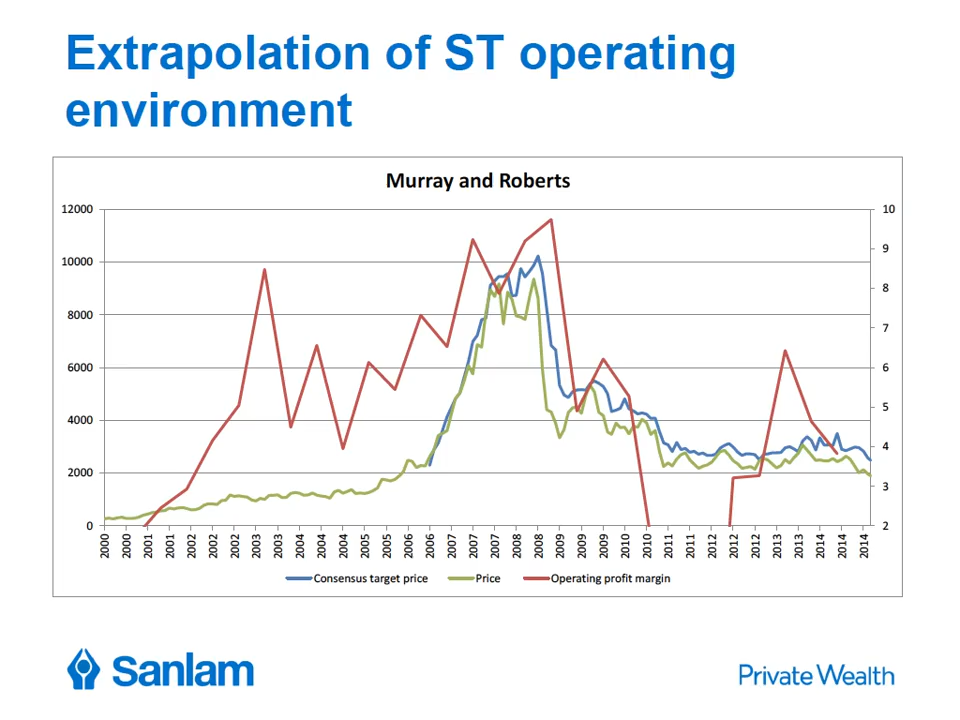 Extrapolation of ST operating
environment
Murray and Roberts
12000
10000
8000
6000
4000
2000
0
10
9
8
7
6
5
4
3
2
2000 2000 2001 2001 2002 2002 2002 2003 2003 2004 2004 2004 2005 2005 2006 2006 2007 2007 2007 2008 2008 2009 2009 2009 2010 2010 2011 2011 2012 2012 2012 2013 2013 2014 2014 2014
Consensus target price Price Operating profit margin
Sanlam
Private Wealth